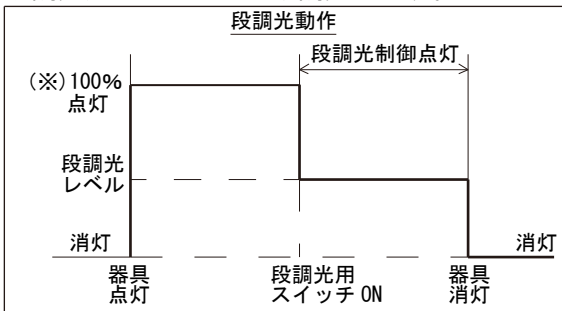 段調光動作
段調光制御点灯
(※)100%
点灯
段調光
レベル
消灯
消灯
器具
点灯
段調光用
スイッチON
器具
消灯